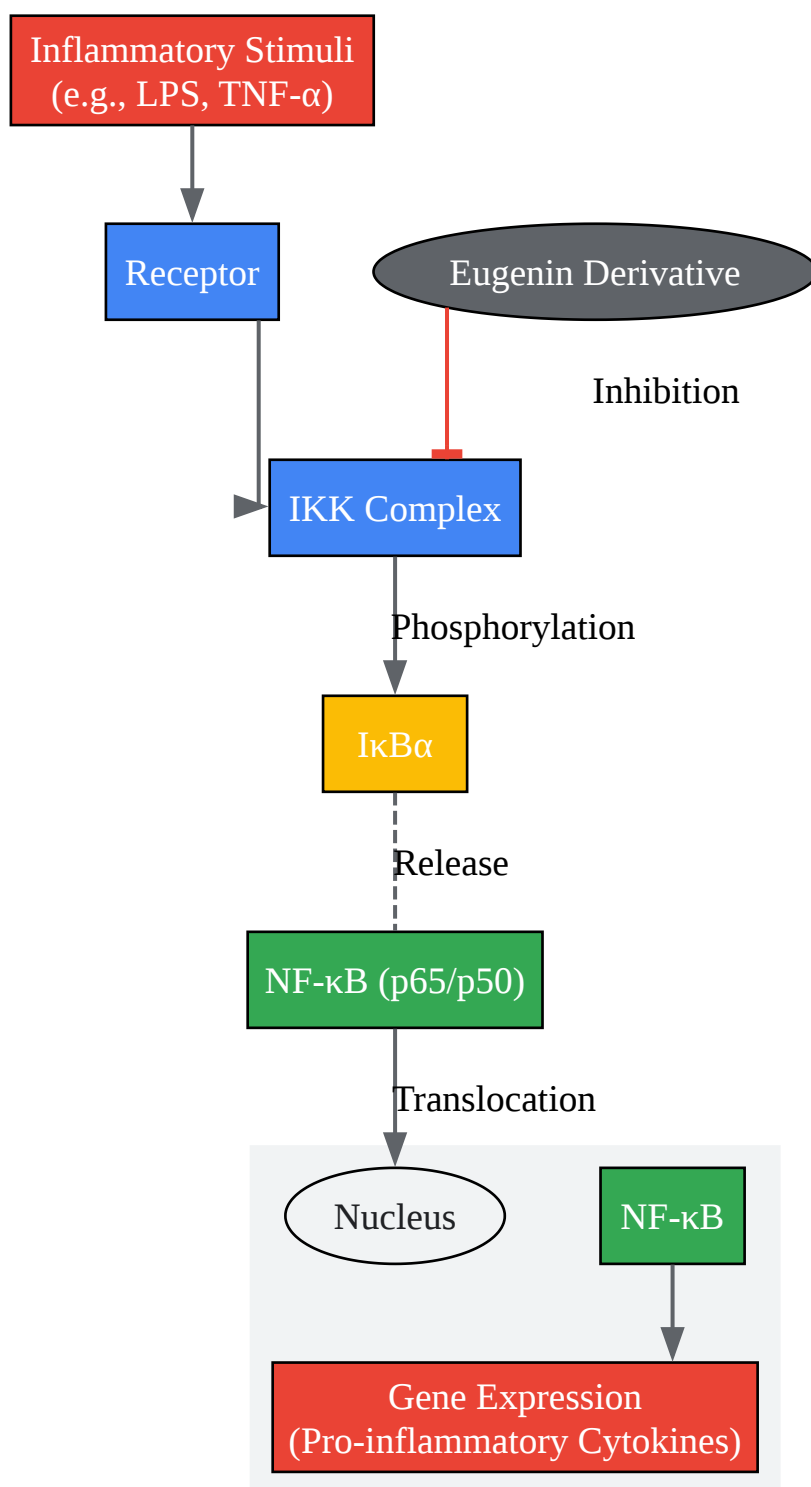 Inflammatory Stimuli
(e.g., LPS, TNF-α)
Receptor
Eugenin Derivative
Inhibition
IKK Complex
Phosphorylation
IκBα
Release
NF-κB (p65/p50)
Translocation
Nucleus
NF-κB
Gene Expression
(Pro-inflammatory Cytokines)